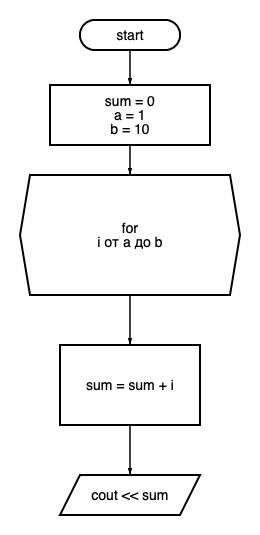 start
sum = 0
a = 1
b = 10
for
i от a до b
sum = sum + i
cout << sum